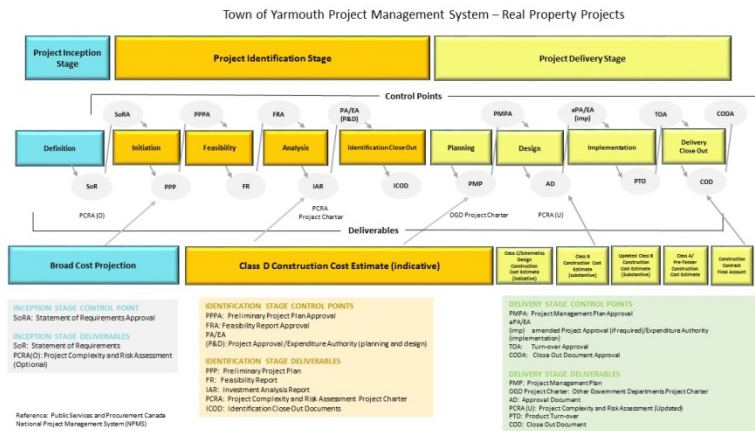 Town of Yarmouth Project Management System – Real Property Projects
Project Inception
Stage
Project Identification Stage
Project Delivery Stage
Control Points
SoRA
PPPA
FRA
PA/EA
(P&D)
PMPA
aPA/EA
(imp)
TOA
CODA
Definition
Initiation
Feasibility
Analysis
Identification Close Out
Planning
Design
Implementation
Delivery
Close Out
SoR
PPP
FR
IAR
ICOD
PMP
AD
PTO
COD
PCRA (O)
PCRA
Project Charter
OGD Project Charter
PCRA (U)
Deliverables
Broad Cost Projection
Class D Construction Cost Estimate (indicative)
Class C/Schematics
Design
Construction Cost
Estimate
(indicative)
Class B
Construction Cost
Estimate
(substantive)
Updated Class B
Construction Cost
Estimate
(Substantive)
Class A/
Pre-Tender
Construction Cost
Estimate
Construction
Contract
Final Account
INCEPTION STAGE CONTROL POINT
SoRA: Statement of Requirements Approval
INCEPTION STAGE DELIVERABLES
SoR: Statement of Requirements
PCRA(O): Project Complexity and Risk Assessment
(Optional)
IDENTIFICATION STAGE CONTROL POINTS
PPPA: Preliminary Project Plan Approval
FRA: Feasibility Report Approval
PA/EA
(P&D): Project Approval /Expenditure Authority (planning and design)
IDENTIFICATION STAGE DELIVERABLES
PPP: Preliminary Project Plan
FR: Feasibility Report
IAR: Investment Analysis Report
PCRA: Project Complexity and Risk Assessment Project Charter
ICOD: Identification Close Out Documents
DELIVERY STAGE CONTROL POINTS
PMPA: Project Management Plan Approval
aPA/EA
(imp) amended Project Approval (if required)/Expenditure Authority
(implementation)
TOA: Turn-over Approval
CODA: Close Out Document Approval
DELIVERY STAGE DELIVERABLES
PMP: Project Management Plan
OGD Project Charter: Other Government Departments Project Charter
AD: Approval Document
PCRA (U): Project Complexity and Risk Assessment (Updated)
PTO: Product Turn-over
COD: Close Out Document
Reference: Public Services and Procurement Canada
National Project Management System (NPMS)